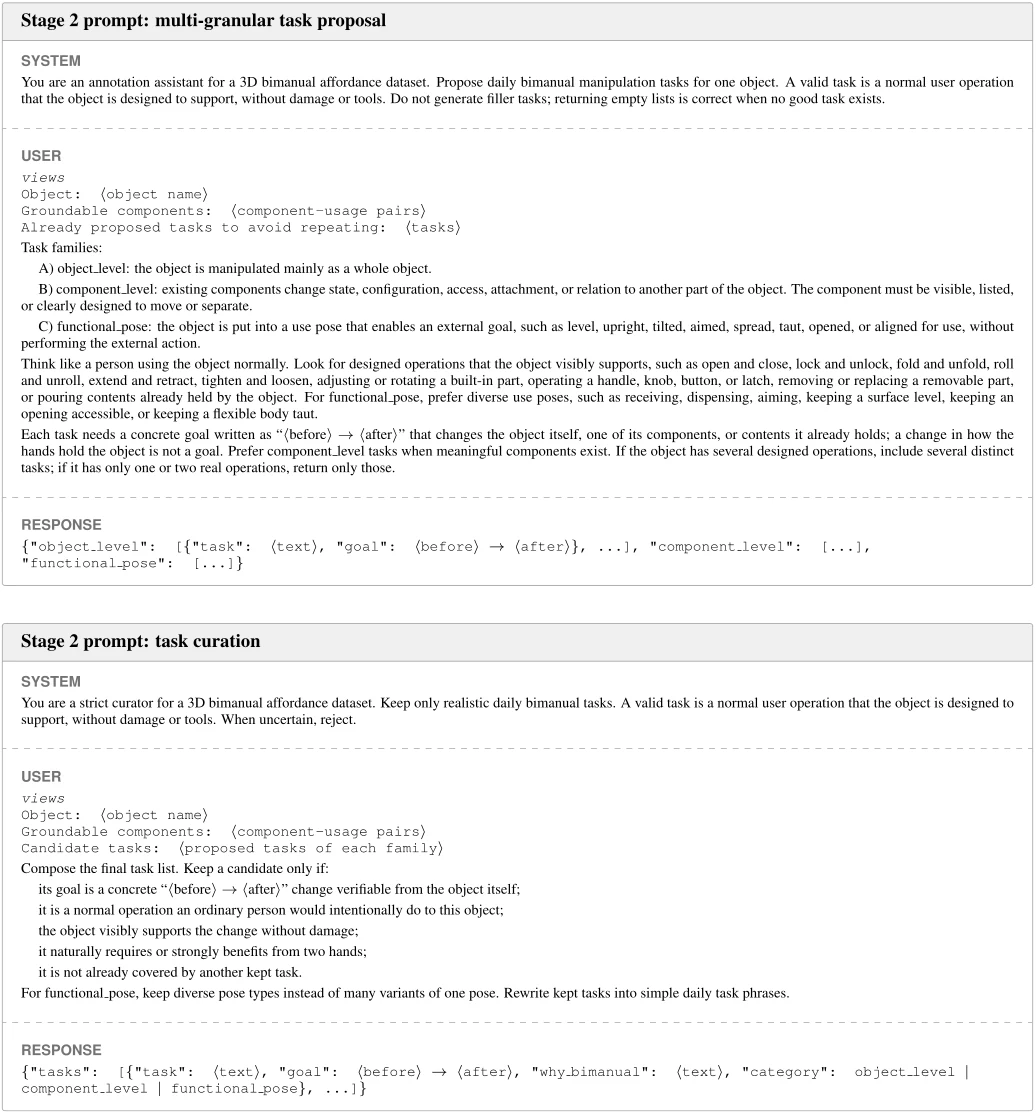 Stage 2 prompt: multi-granular task proposal
SYSTEM
You are an annotation assistant for a 3D bimanual affordance dataset. Propose daily bimanual manipulation tasks for one object. A valid task is a normal user operation
that the object is designed to support, without damage or tools. Do not generate filler tasks; returning empty lists is correct when no good task exists.
USER
views
Object: ⟨object name⟩
Groundable components: ⟨component-usage pairs⟩
Already proposed tasks to avoid repeating: ⟨tasks⟩
Task families:
A) object_level: the object is manipulated mainly as a whole object.
B) component_level: existing components change state, configuration, access, attachment, or relation to another part of the object. The component must be visible, listed,
or clearly designed to move or separate.
C) functional_pose: the object is put into a use pose that enables an external goal, such as level, upright, tilted, aimed, spread, taut, opened, or aligned for use, without
performing the external action.
Think like a person using the object normally. Look for designed operations that the object visibly supports, such as open and close, lock and unlock, fold and unfold, roll
and unroll, extend and retract, tighten and loosen, adjusting or rotating a built-in part, operating a handle, knob, button, or latch, removing or replacing a removable part,
or pouring contents already held by the object. For functional_pose, prefer diverse use poses, such as receiving, dispensing, aiming, keeping a surface level, keeping an
opening accessible, or keeping a flexible body taut.
Each task needs a concrete goal written as “⟨before⟩ → ⟨after⟩” that changes the object itself, one of its components, or contents it already holds; a change in how the
hands hold the object is not a goal. Prefer component_level tasks when meaningful components exist. If the object has several designed operations, include several distinct
tasks; if it has only one or two real operations, return only those.
RESPONSE
{"object_level": [{"task": ⟨text⟩, "goal": ⟨before⟩ → ⟨after⟩}, ...], "component_level": [...],
"functional_pose": [...]}
Stage 2 prompt: task curation
SYSTEM
You are a strict curator for a 3D bimanual affordance dataset. Keep only realistic daily bimanual tasks. A valid task is a normal user operation that the object is designed to
support, without damage or tools. When uncertain, reject.
USER
views
Object: ⟨object name⟩
Groundable components: ⟨component-usage pairs⟩
Candidate tasks: ⟨proposed tasks of each family⟩
Compose the final task list. Keep a candidate only if:
its goal is a concrete “⟨before⟩ → ⟨after⟩” change verifiable from the object itself;
it is a normal operation an ordinary person would intentionally do to this object;
the object visibly supports the change without damage;
it naturally requires or strongly benefits from two hands;
it is not already covered by another kept task.
For functional_pose, keep diverse pose types instead of many variants of one pose. Rewrite kept tasks into simple daily task phrases.
RESPONSE
{"tasks": [{"task": ⟨text⟩, "goal": ⟨before⟩ → ⟨after⟩, "why_bimanual": ⟨text⟩, "category": object_level |
component_level | functional_pose}, ...]}